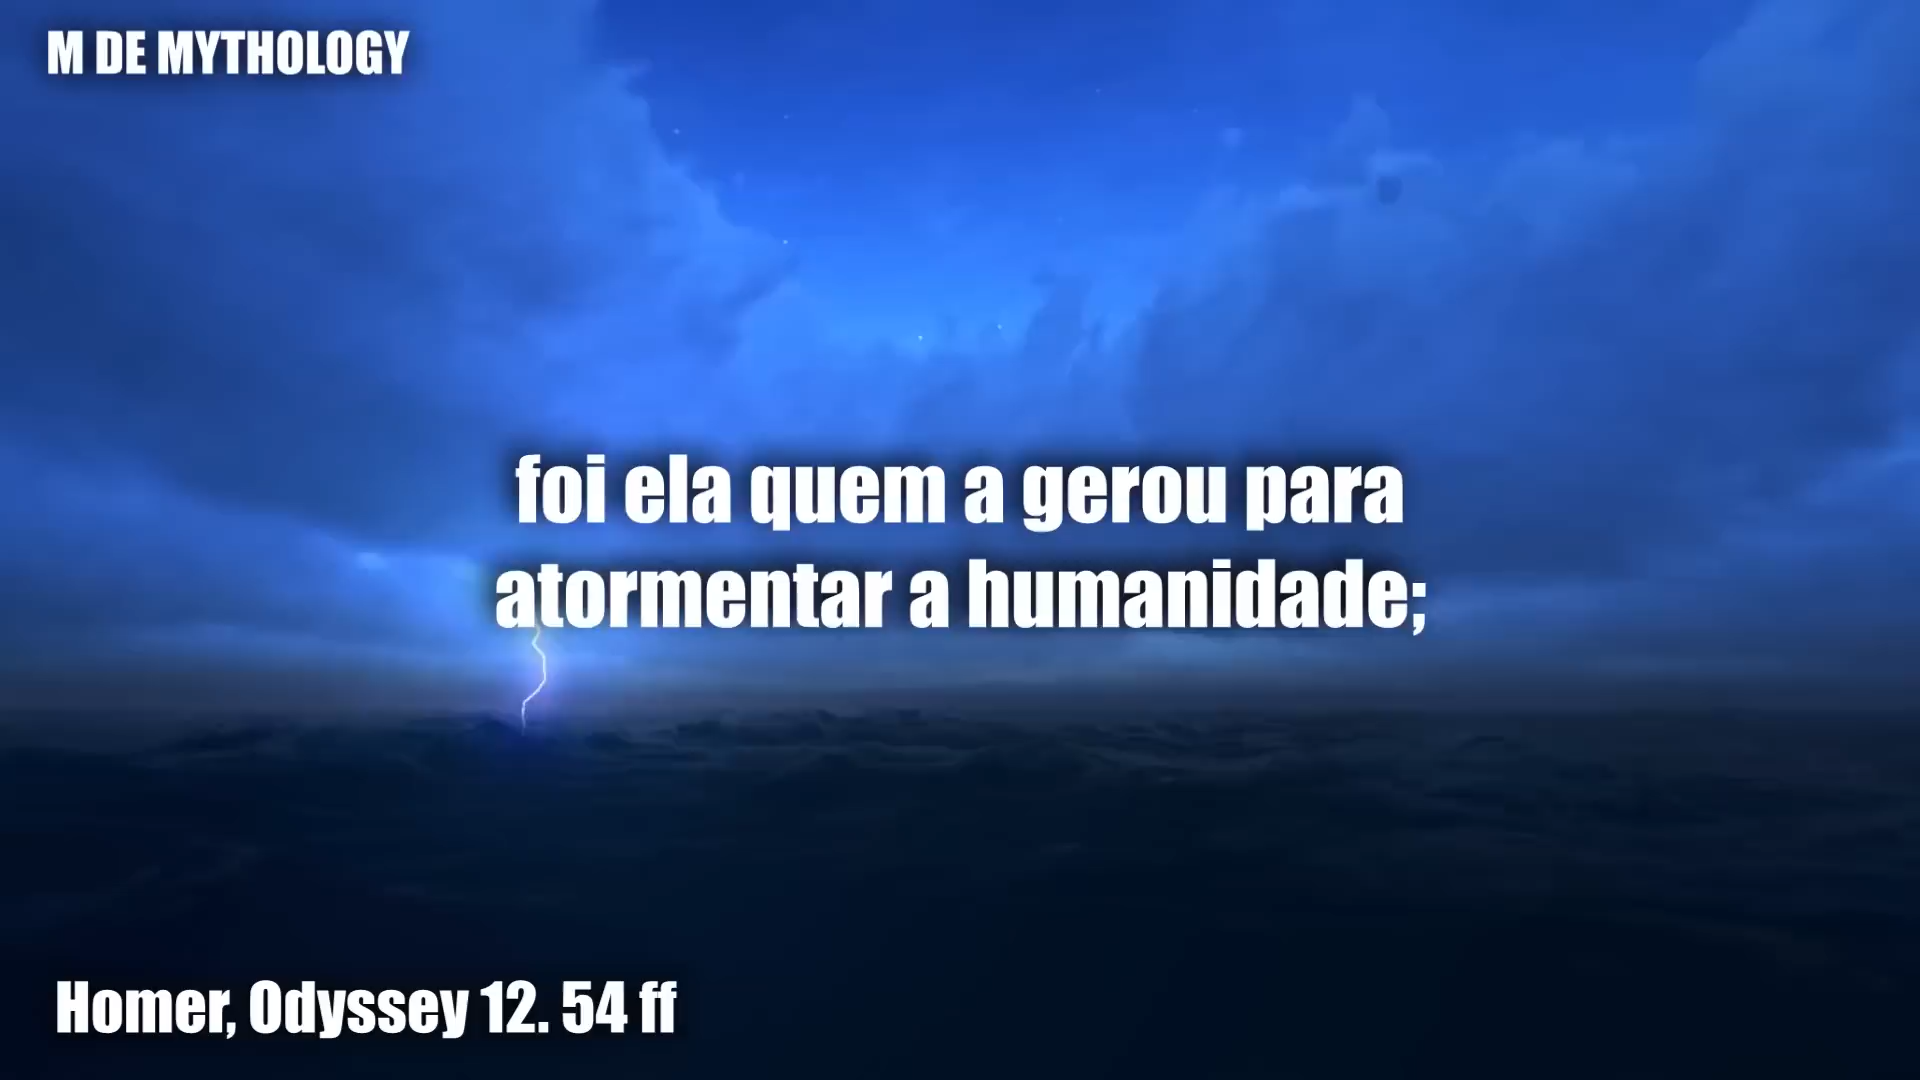 M DE MYTHOLOGY
foi ela quem a gerou para
atormentar a humanidade;
Homer, Odyssey 12. 54 ff